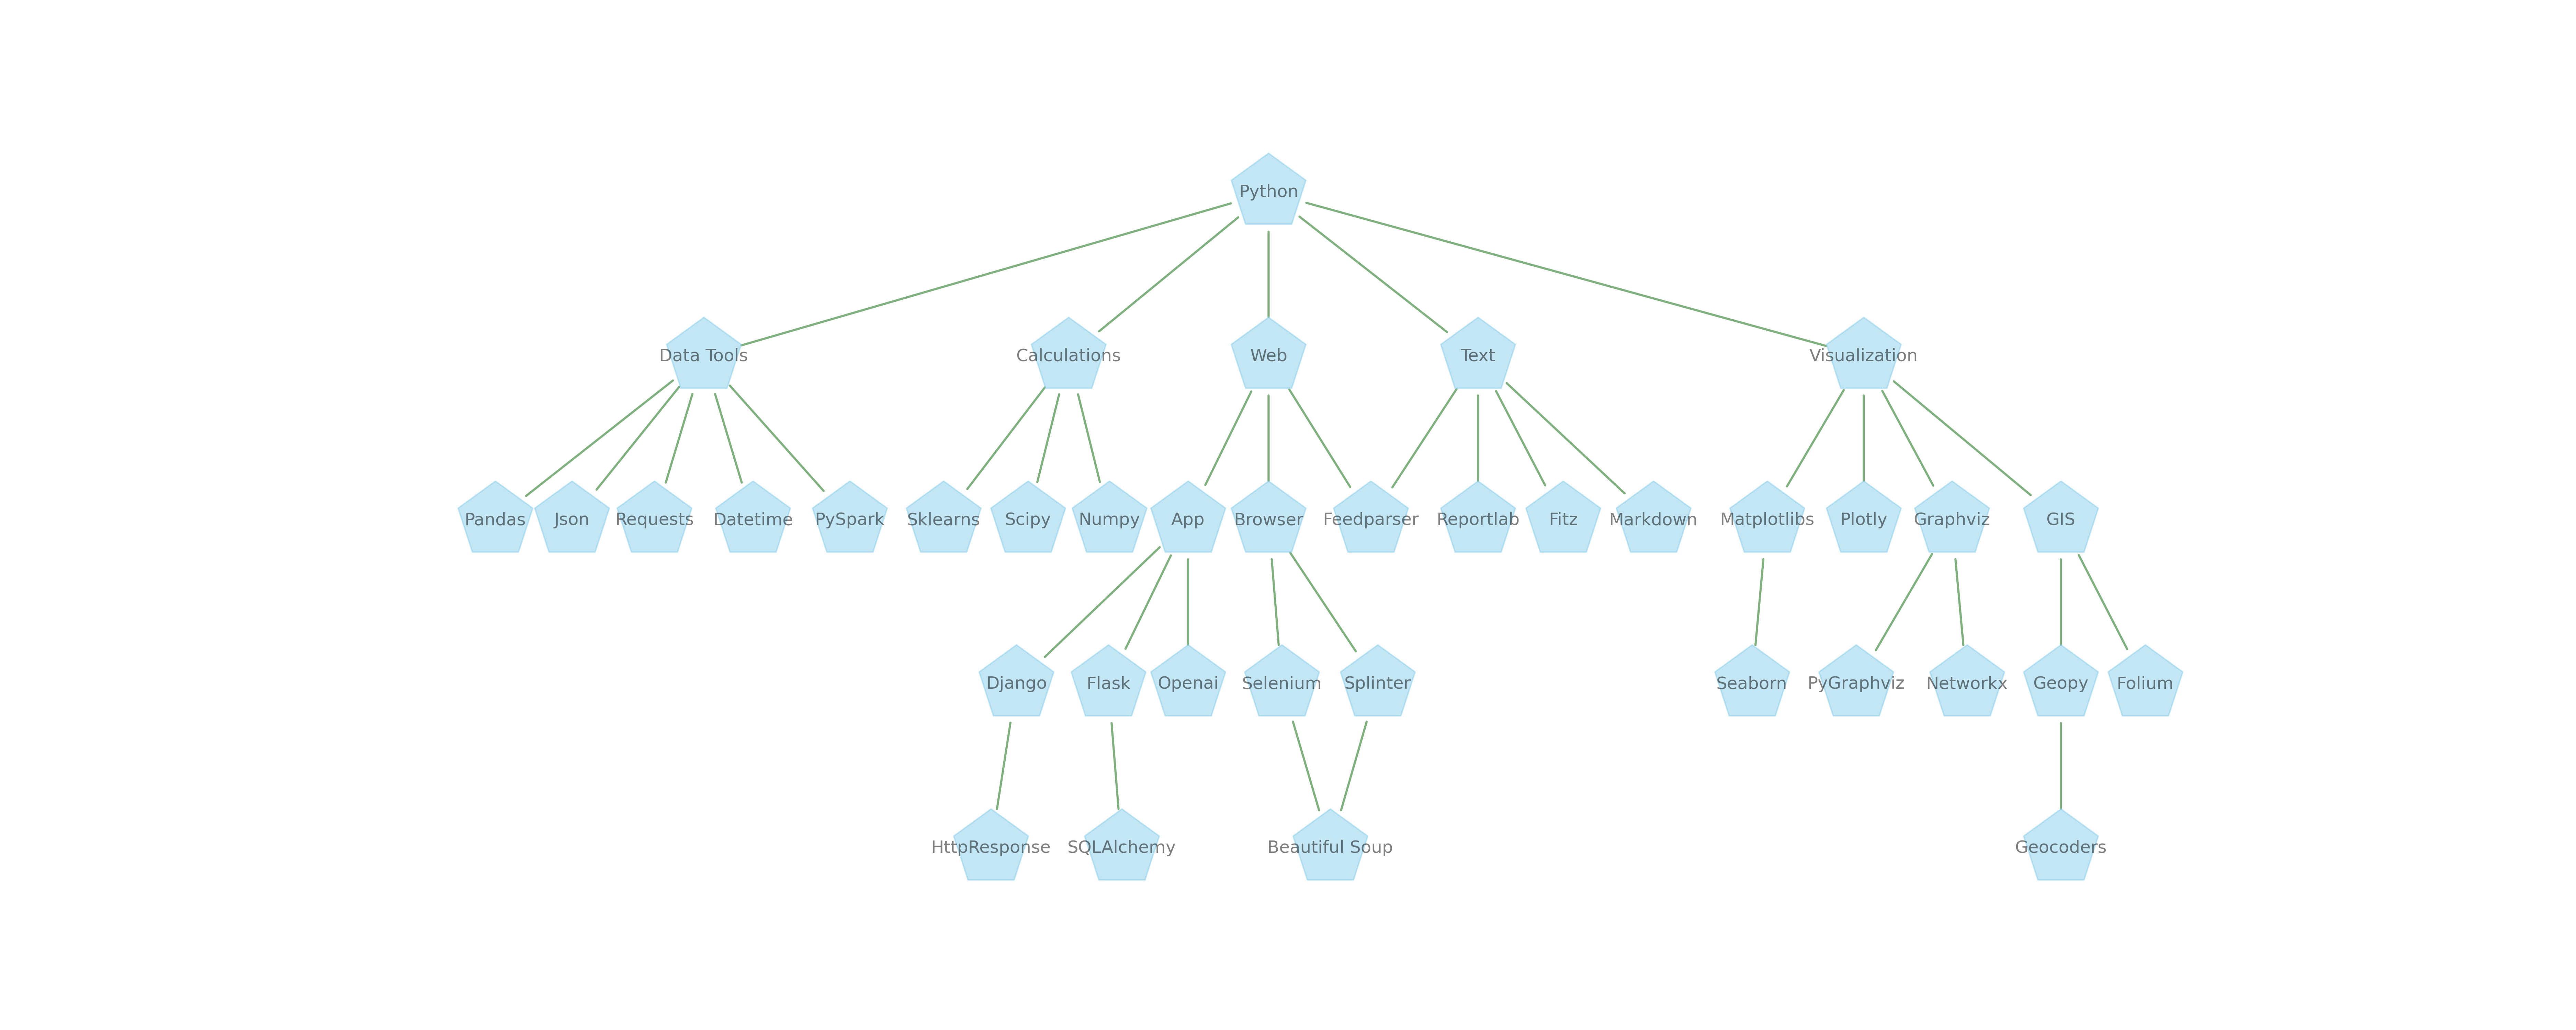 Python
Data Tools
Calculations
Web
Text
Visualization
Pandas
Json
Requests
Datetime
PySpark
Sklearns
Scipy
Numpy
App
Browser
Feedparser
Reportlab
Fitz
Markdown
Matplotlibs
Plotly
Graphviz
GIS
Django
Flask
Openai
Selenium
Splinter
Seaborn
PyGraphviz
Networkx
Geopy
Folium
HttpResponse
SQLAlchemy
Beautiful Soup
Geocoders